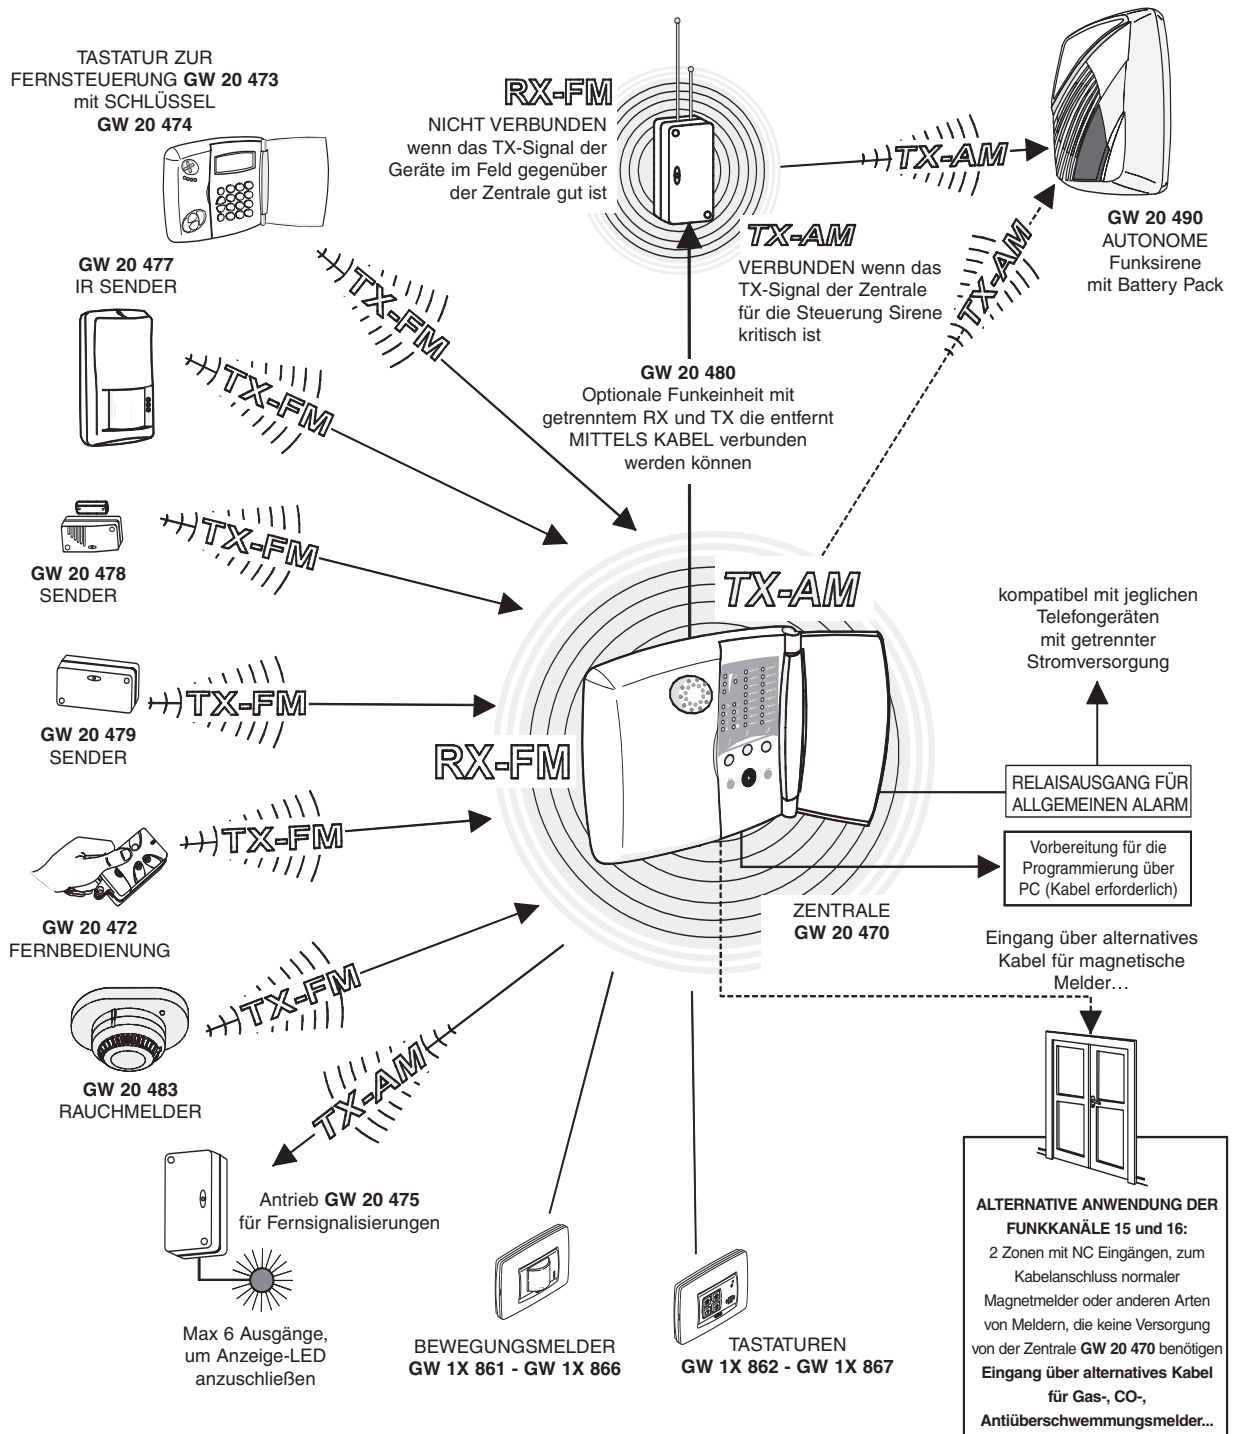 TASTATUR ZUR
FERNSTEUERUNG GW 20 473
mit SCHLÜSSEL
GW 20 474
RX-FM
NICHT VERBUNDEN
wenn das TX-Signal der
Geräte im Feld gegenüber
der Zentrale gut ist
TX-AM
GW 20 490
AUTONOME
Funksirene
mit Battery Pack
TX-AM
VERBUNDEN wenn das
TX-Signal der Zentrale
für die Steuerung Sirene
kritisch ist
TX-AM
GW 20 477
IR SENDER
TX-FM
TX-FM
GW 20 480
Optionale Funkeinheit mit
getrenntem RX und TX die entfernt
MITTELS KABEL verbunden
werden können
GW 20 478
SENDER
TX-FM
TX-AM
kompatibel mit jeglichen
Telefongeräten
mit getrennter
Stromversorgung
GW 20 479
SENDER
TX-FM
RX-FM
RELAISAUSGANG FÜR
ALLGEMEINEN ALARM
Vorbereitung für die
Programmierung über
PC (Kabel erforderlich)
GW 20 472
FERNBEDIENUNG
TX-FM
ZENTRALE
GW 20 470
Eingang über alternatives
Kabel für magnetische
Melder…
GW 20 483
RAUCHMELDER
TX-FM
TX-AM
Antrieb GW 20 475
für Fernsignalisierungen
Max 6 Ausgänge,
um Anzeige-LED
anzuschließen
BEWEGUNGSMELDER
GW 1X 861 - GW 1X 866
TASTATUREN
GW 1X 862 - GW 1X 867
ALTERNATIVE ANWENDUNG DER
FUNKKANÄLE 15 und 16:
2 Zonen mit NC Eingängen, zum
Kabelanschluss normaler
Magnetmelder oder anderen Arten
von Meldern, die keine Versorgung
von der Zentrale GW 20 470 benötigen
Eingang über alternatives Kabel
für Gas-, CO-,
Antiüberschwemmungsmelder...